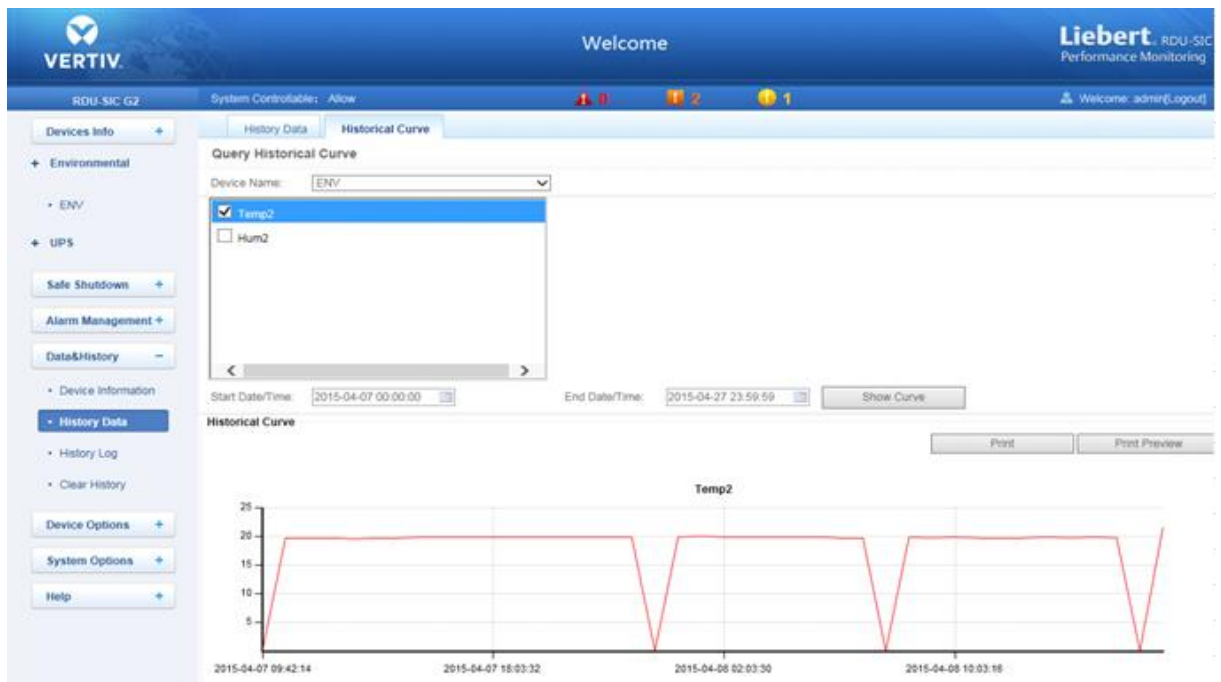 VERTIV.
Welcome
Liebert. RDU-SIC
Performance Monitoring
RDU-SIC G2
System Controllable: Allow
0
2
1
Welcome: admin[Logout]
Devices Info +
+ Environmental
• ENV
+ UPS
Safe Shutdown +
Alarm Management +
Data&History −
• Device Information
• History Data
• History Log
• Clear History
Device Options +
System Options +
Help +
History Data
Historical Curve
Query Historical Curve
Device Name: ENV
Temp2
Hum2
Start Date/Time: 2015-04-07 00:00:00
End Date/Time: 2015-04-27 23:59:59
Show Curve
Historical Curve
Print
Print Preview
Temp2
25
20
15
10
5
2015-04-07 09:42:14
2015-04-07 18:03:32
2015-04-08 02:03:30
2015-04-08 10:03:16